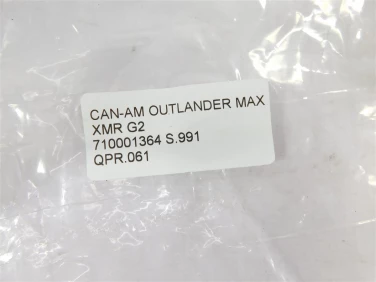 CAN-AM OUTLANDER MAX
XMR G2
710001364 S.991
QPR.061